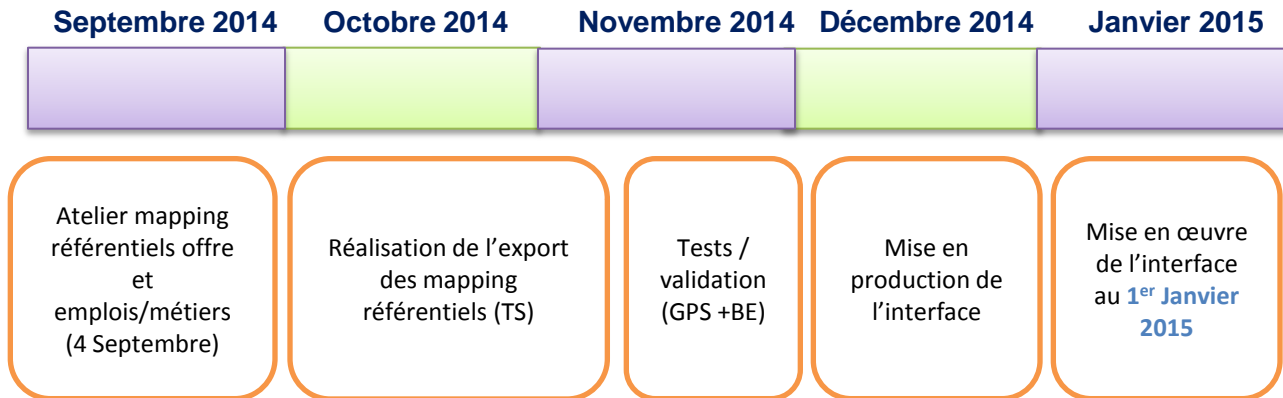 Septembre 2014 Octobre 2014 Novembre 2014 Décembre 2014 Janvier 2015
Atelier mapping
référentiels offre
et
emplois/métiers
(4 Septembre)
Réalisation de l’export
des mapping
référentiels (TS)
Tests /
validation
(GPS +BE)
Mise en
production de
l’interface
Mise en œuvre
de l’interface
au 1er Janvier
2015